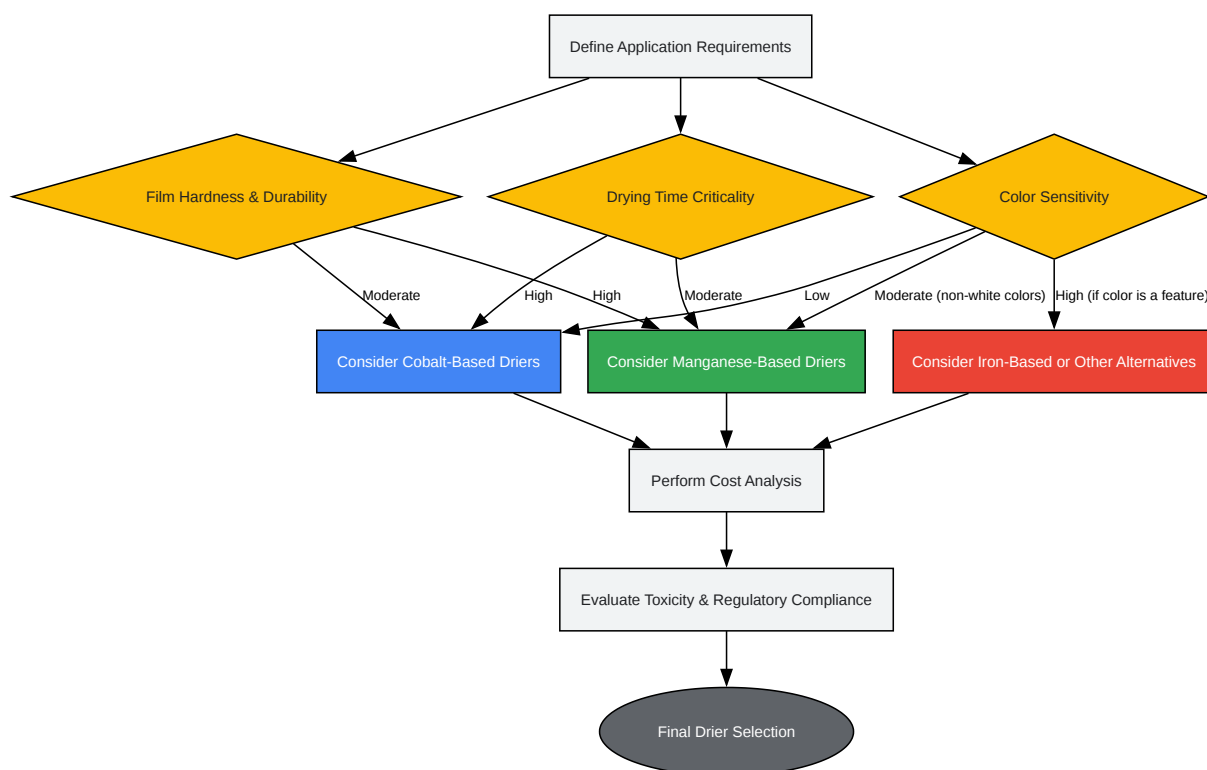 Define Application Requirements
Film Hardness & Durability
Drying Time Criticality
Color Sensitivity
Moderate
High
High
Moderate
Low
Moderate (non-white colors)
High (if color is a feature)
Consider Cobalt-Based Driers
Consider Manganese-Based Driers
Consider Iron-Based or Other Alternatives
Perform Cost Analysis
Evaluate Toxicity & Regulatory Compliance
Final Drier Selection